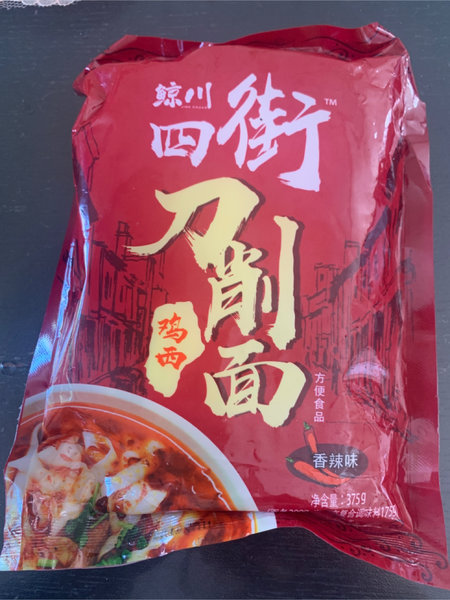 鲸川
四街™
刀削面
鸡西
方便食品
香辣味
净含量：375g